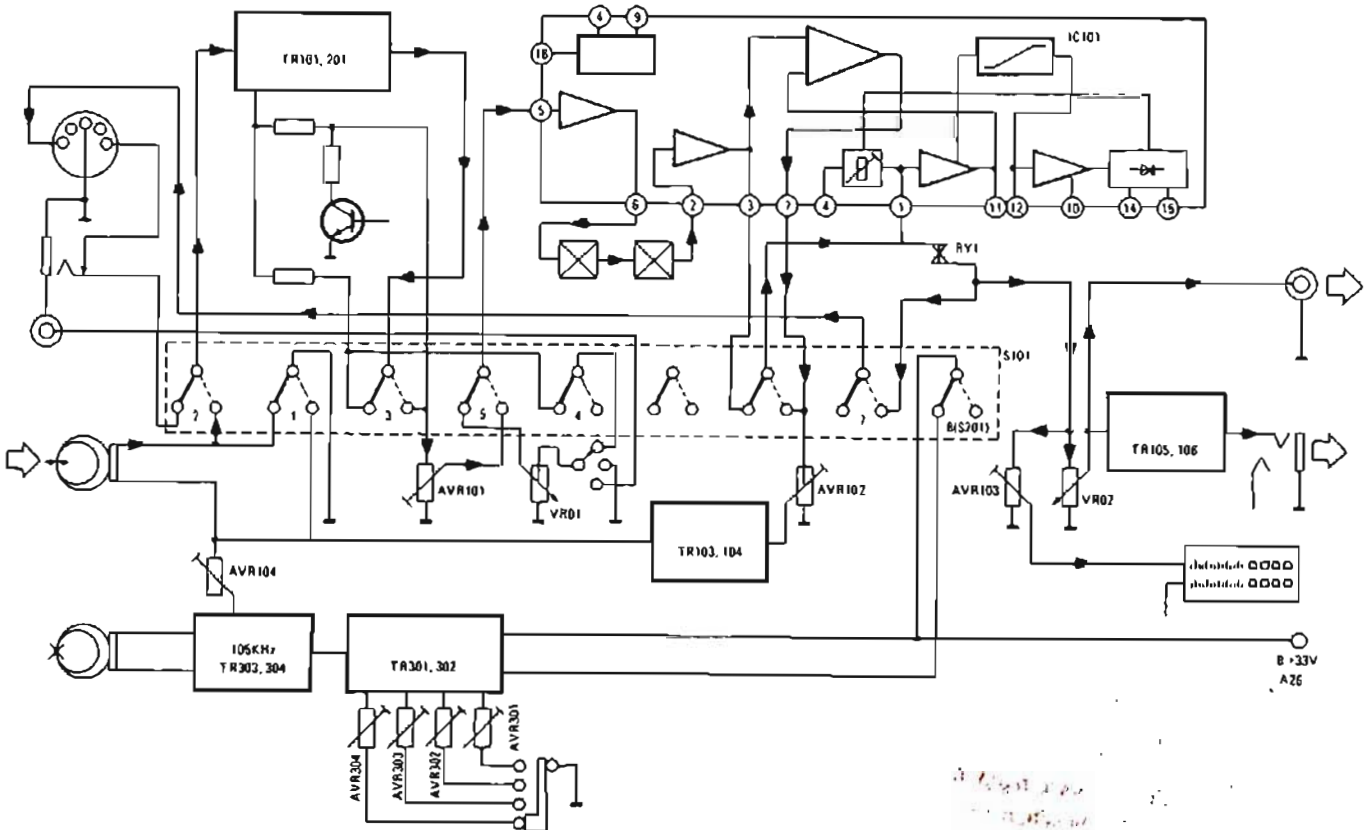 4
9
IC101
TR101, 201
18
5
6
2
3
7
4
1
11
12
10
14
15
RY1
S101
2
1
3
5
4
7
8(S201)
AVR101
VR01
AVR102
AVR103
VR02
TR105, 106
TR103, 104
AVR104
105KHz
TR303, 304
TR301, 302
B +33V
A26
AVR304
AVR303
AVR302
AVR301